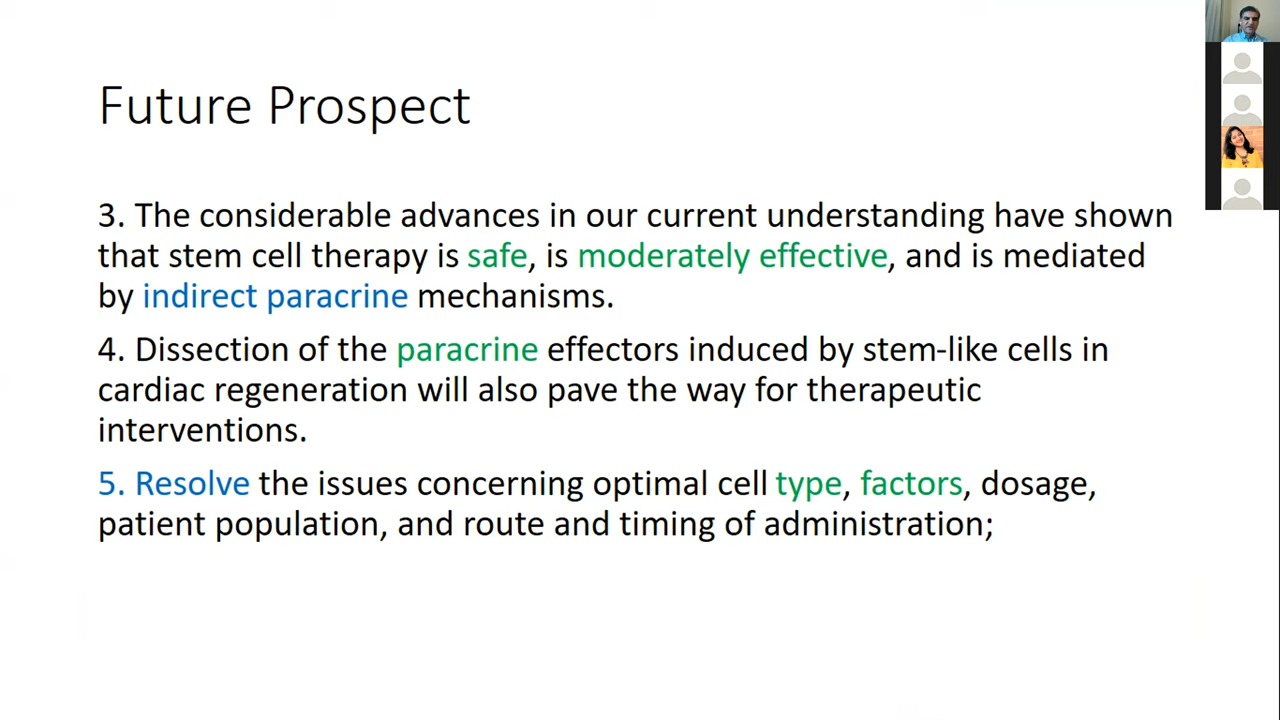 Future Prospect
3. The considerable advances in our current understanding have shown
that stem cell therapy is safe, is moderately effective, and is mediated
by indirect paracrine mechanisms.
4. Dissection of the paracrine effectors induced by stem-like cells in
cardiac regeneration will also pave the way for therapeutic
interventions.
5. Resolve the issues concerning optimal cell type, factors, dosage,
patient population, and route and timing of administration;